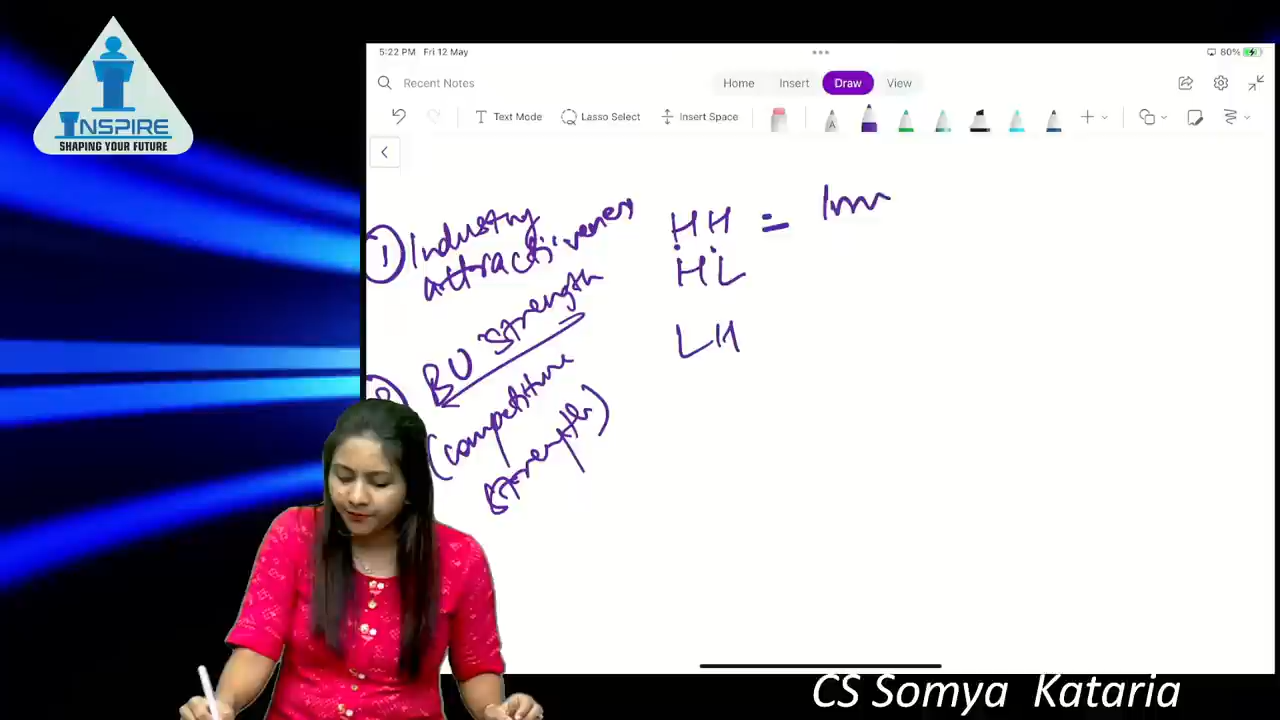 INSPIRE
SHAPING YOUR FUTURE
5:22 PM Fri 12 May
80%
Recent Notes
Home Insert Draw View
Text Mode Lasso Select Insert Space
① Industry
attractiveness
BU Strength
(competitive
strength)
HH =
HL
LH
CS Somya Kataria